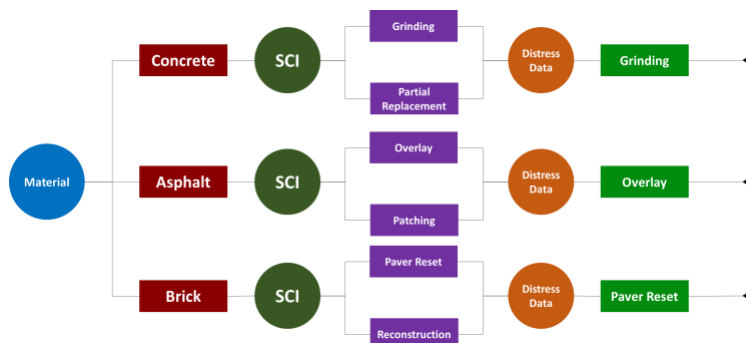 Grinding
Concrete
SCI
Distress
Data
Grinding
Partial
Replacement
Overlay
Material
Asphalt
SCI
Distress
Data
Overlay
Patching
Paver Reset
Brick
SCI
Distress
Data
Paver Reset
Reconstruction